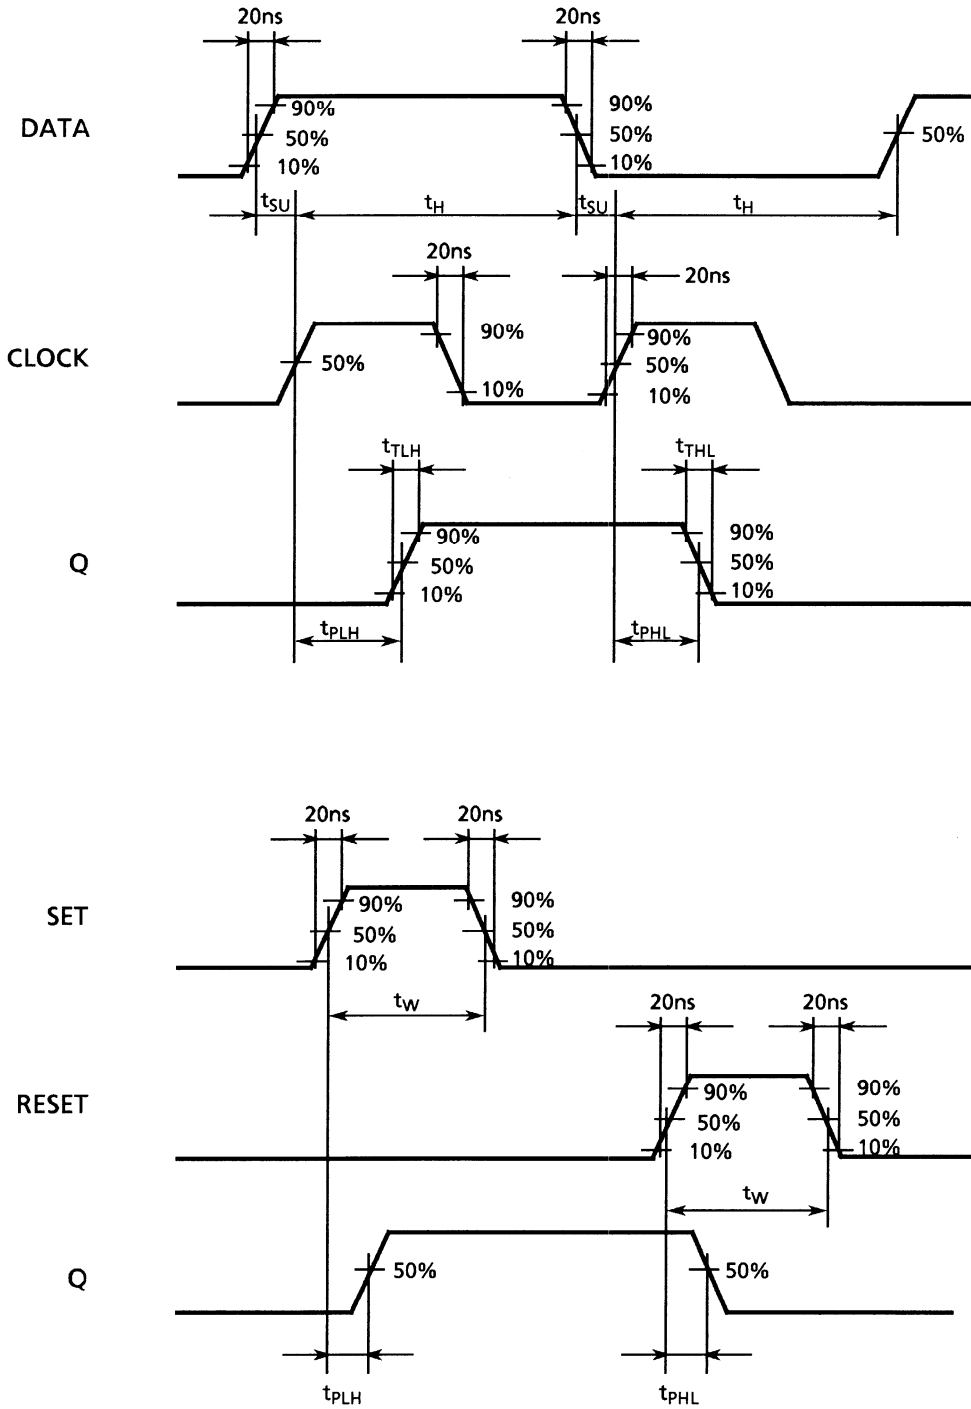 20ns 20ns
DATA 90% 90%
50% 50% 50%
10% 10%
tSU tH tSU tH
20ns 20ns
CLOCK 90% 90%
50% 50%
10% 10%
tTLH tTHL
Q 90% 90%
50% 50%
10% 10%
tPLH tPHL
20ns 20ns
SET 90% 90%
50% 50%
10% 10%
tW
20ns 20ns
RESET 90% 90%
50% 50%
10% 10%
tW
Q 50% 50%
tPLH tPHL